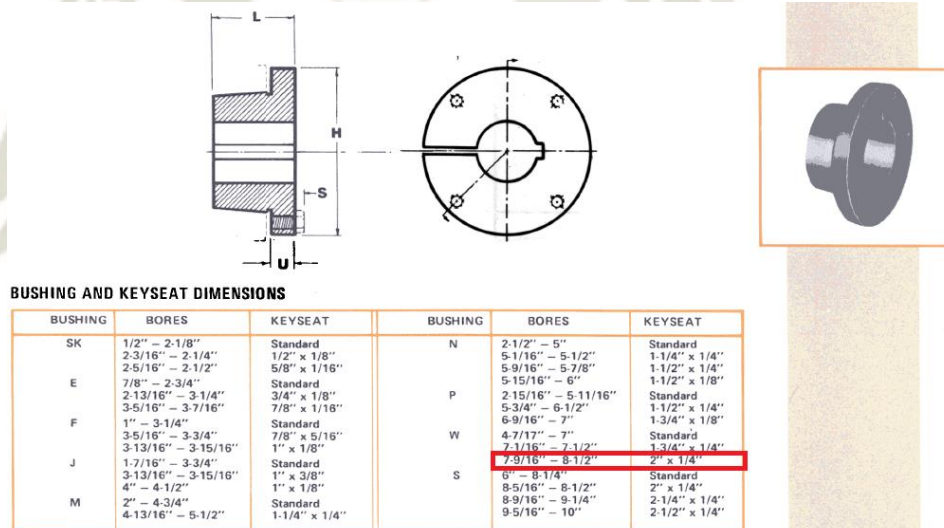 L
H
S
U
BUSHING AND KEYSEAT DIMENSIONS
BUSHING BORES KEYSEAT BUSHING BORES KEYSEAT
SK 1/2" – 2-1/8" Standard N 2-1/2" – 5" Standard
2-3/16" – 2-1/4" 1/2" x 1/8" 5-1/16" – 5-1/2" 1-1/4" x 1/4"
2-5/16" – 2-1/2" 5/8" x 1/16" 5-9/16" – 5-7/8" 1-1/2" x 1/4"
5-15/16" – 6" 1-1/2" x 1/8"
E 7/8" – 2-3/4" Standard P 2-15/16" – 5-11/16" Standard
2-13/16" – 3-1/4" 3/4" x 1/8" 5-3/4" – 6-1/2" 1-1/2" x 1/4"
3-5/16" – 3-7/16" 7/8" x 1/16" 6-9/16" – 7" 1-3/4" x 1/8"
F 1" – 3-1/4" Standard W 4-7/17" – 7" Standard
3-5/16" – 3-3/4" 7/8" x 5/16" 7-1/16" – 7-1/2" 1-3/4" x 1/4"
3-13/16" – 3-15/16" 1" x 1/8" 7-9/16" – 8-1/2" 2" x 1/4"
J 1-7/16" – 3-3/4" Standard S 6" – 8-1/4" Standard
3-13/16" – 3-15/16" 1" x 3/8" 8-5/16" – 8-1/2" 2" x 1/4"
4" – 4-1/2" 1" x 1/8" 8-9/16" – 9-1/4" 2-1/4" x 1/4"
M 2" – 4-3/4" Standard 9-5/16" – 10" 2-1/2" x 1/4"
4-13/16" – 5-1/2" 1-1/4" x 1/4"